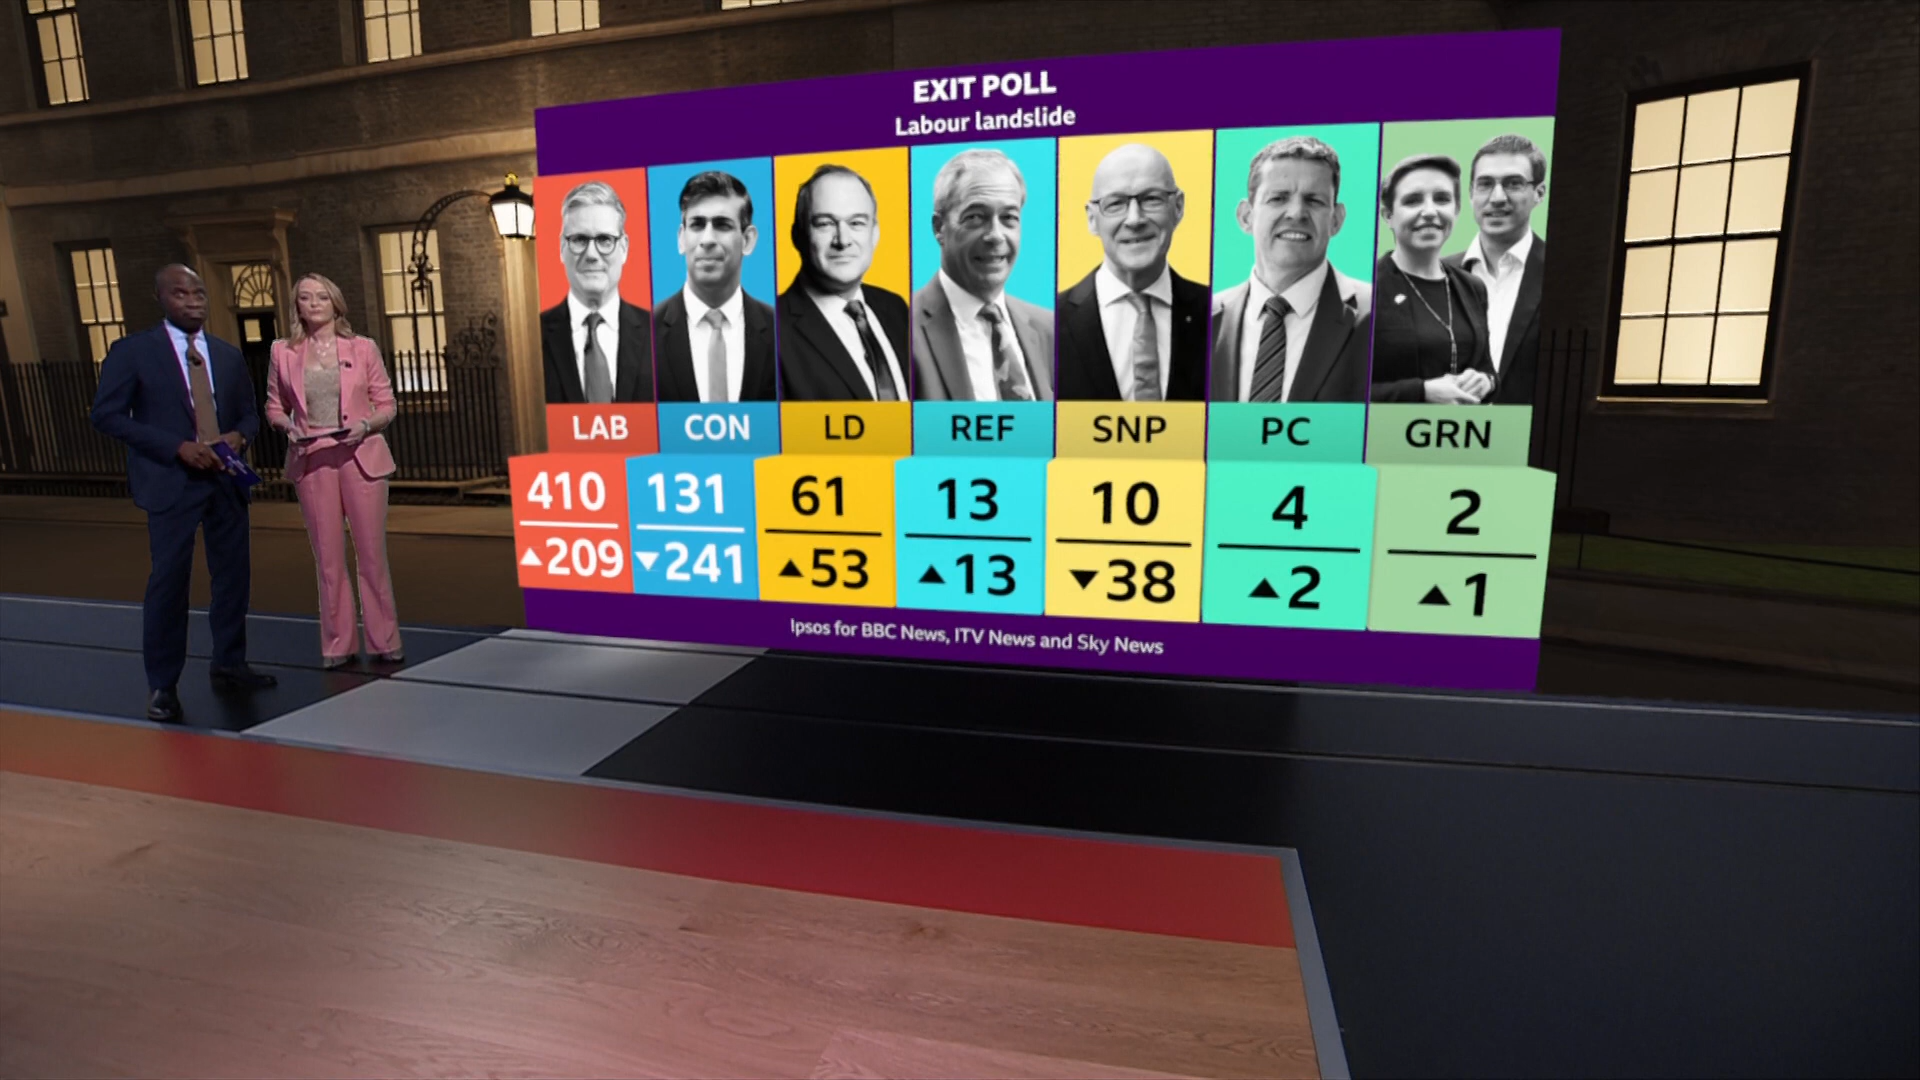 EXIT POLL
Labour landslide
LAB CON LD REF SNP PC GRN
410 131 61 13 10 4 2
▲209 ▼241 ▲53 ▲13 ▼38 ▲2 ▲1
Ipsos for BBC News, ITV News and Sky News